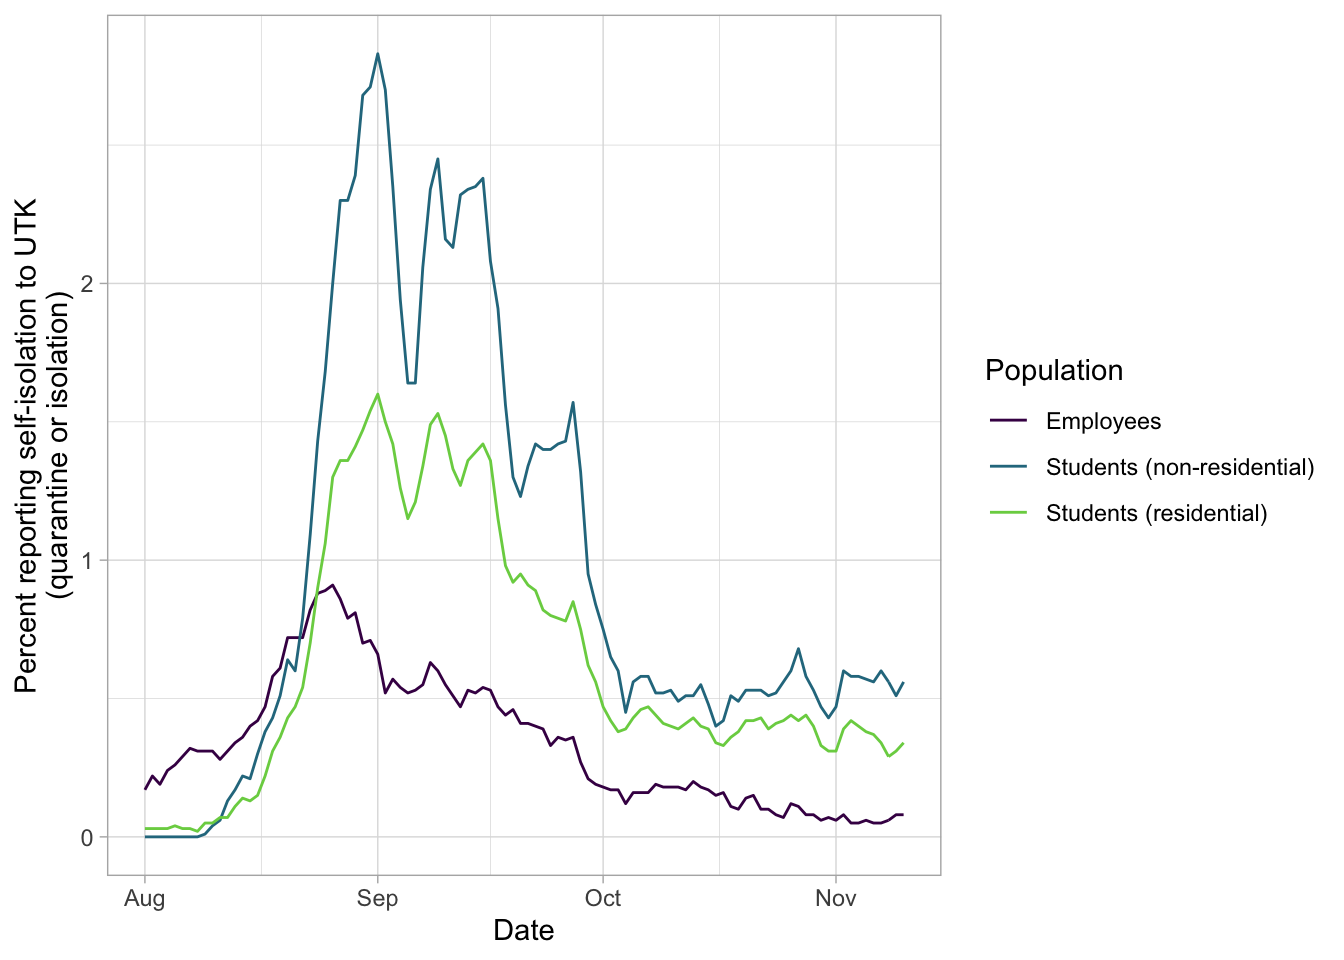 Percent reporting self-isolation to UTK
(quarantine or isolation)
2
1
0
Aug
Sep
Oct
Nov
Date
Population
Employees
Students (non-residential)
Students (residential)